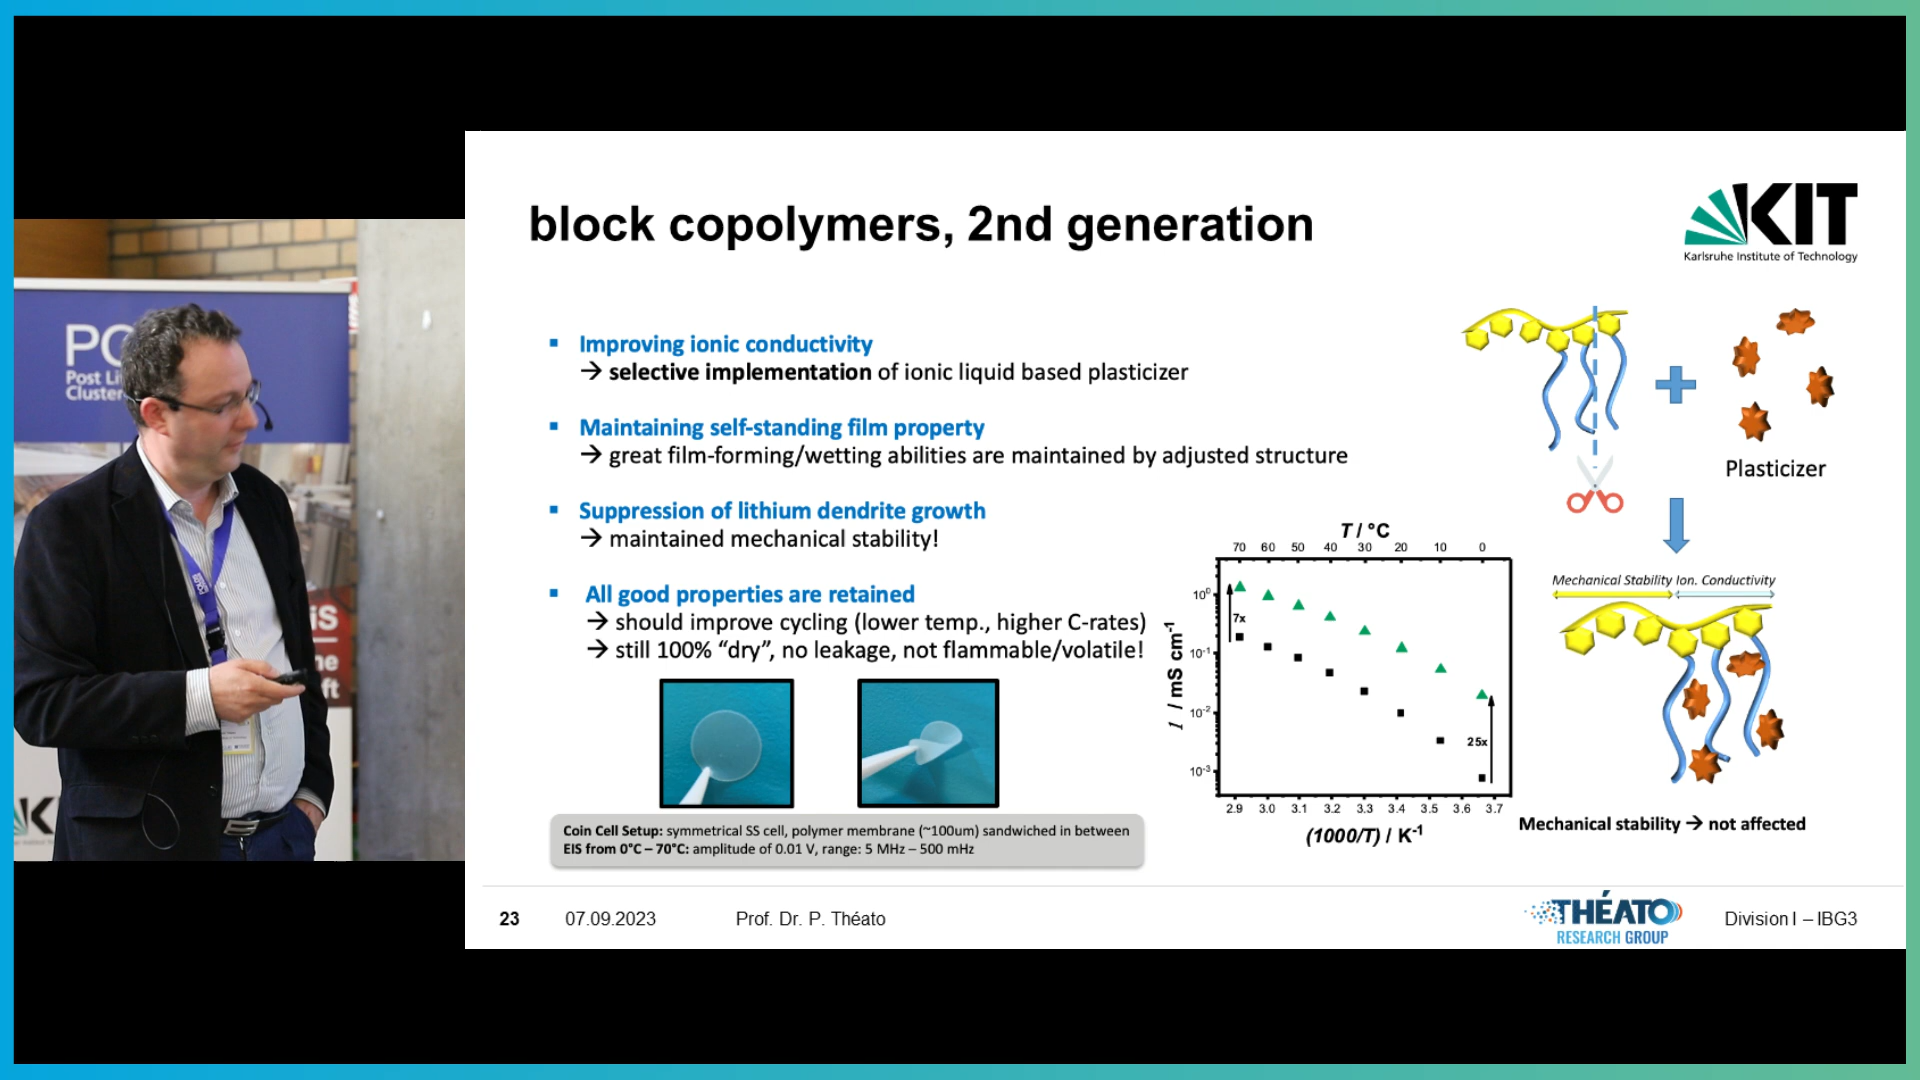 block copolymers, 2nd generation
KIT
Karlsruhe Institute of Technology
▪ Improving ionic conductivity
→ selective implementation of ionic liquid based plasticizer
▪ Maintaining self-standing film property
→ great film-forming/wetting abilities are maintained by adjusted structure
▪ Suppression of lithium dendrite growth
→ maintained mechanical stability!
▪ All good properties are retained
→ should improve cycling (lower temp., higher C-rates)
→ still 100% “dry”, no leakage, not flammable/volatile!
Coin Cell Setup: symmetrical SS cell, polymer membrane (~100um) sandwiched in between
EIS from 0°C – 70°C: amplitude of 0.01 V, range: 5 MHz – 500 mHz
T / °C
70 60 50 40 30 20 10 0
10⁰
10⁻¹
10⁻²
10⁻³
/ mS cm⁻¹
7x
25x
2.9 3.0 3.1 3.2 3.3 3.4 3.5 3.6 3.7
(1000/T) / K⁻¹
Plasticizer
Mechanical Stability Ion. Conductivity
Mechanical stability → not affected
23 07.09.2023 Prof. Dr. P. Théato
THÉATO
RESEARCH GROUP
Division I – IBG3
Post Li
Cluster